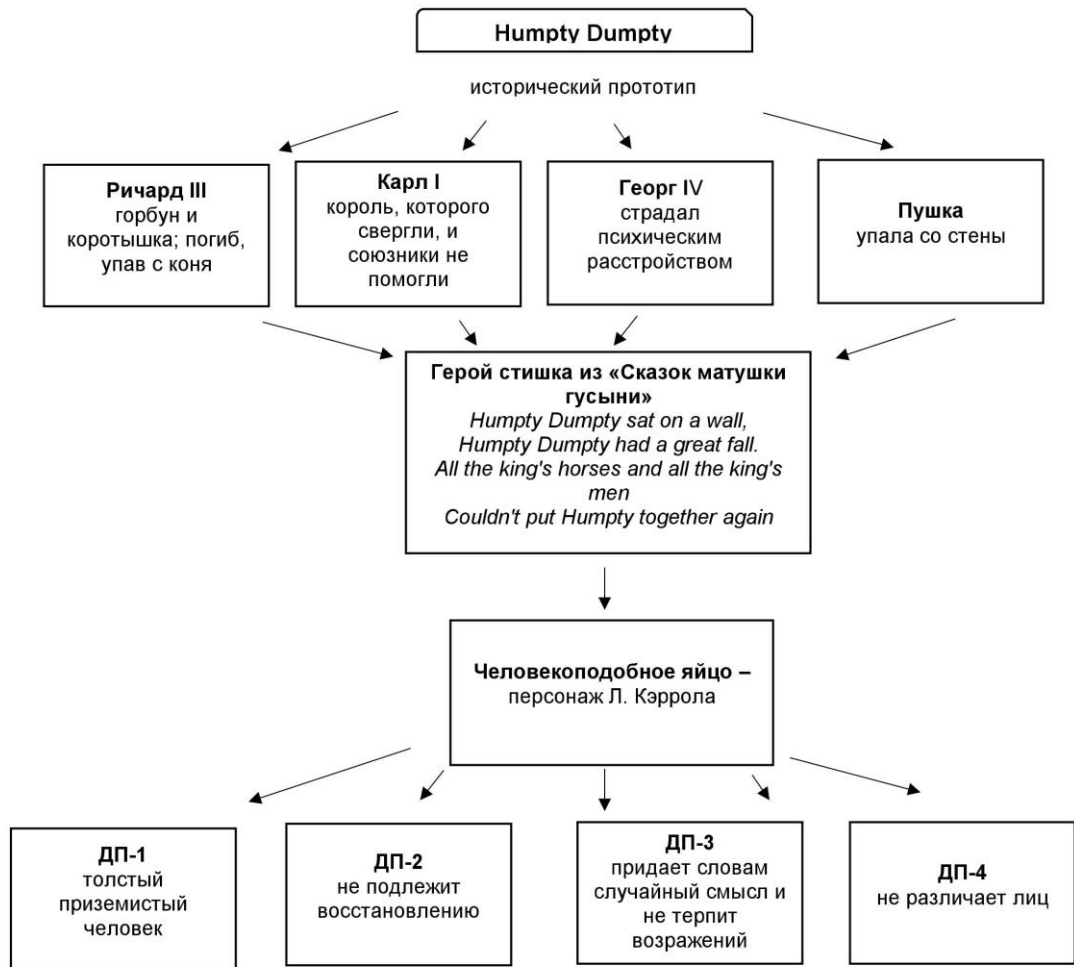 Humpty Dumpty
исторический прототип
Ричард III
горбун и
коротышка; погиб,
упав с коня
Карл I
король, которого
свергли, и
союзники не
помогли
Георг IV
страдал
психическим
расстройством
Пушка
упала со стены
Герой стишка из «Сказок матушки
гусыни»
Humpty Dumpty sat on a wall,
Humpty Dumpty had a great fall.
All the king's horses and all the king's
men
Couldn't put Humpty together again
Человекоподобное яйцо –
персонаж Л. Кэррола
ДП-1
толстый
приземистый
человек
ДП-2
не подлежит
восстановлению
ДП-3
придает словам
случайный смысл и
не терпит
возражений
ДП-4
не различает лиц